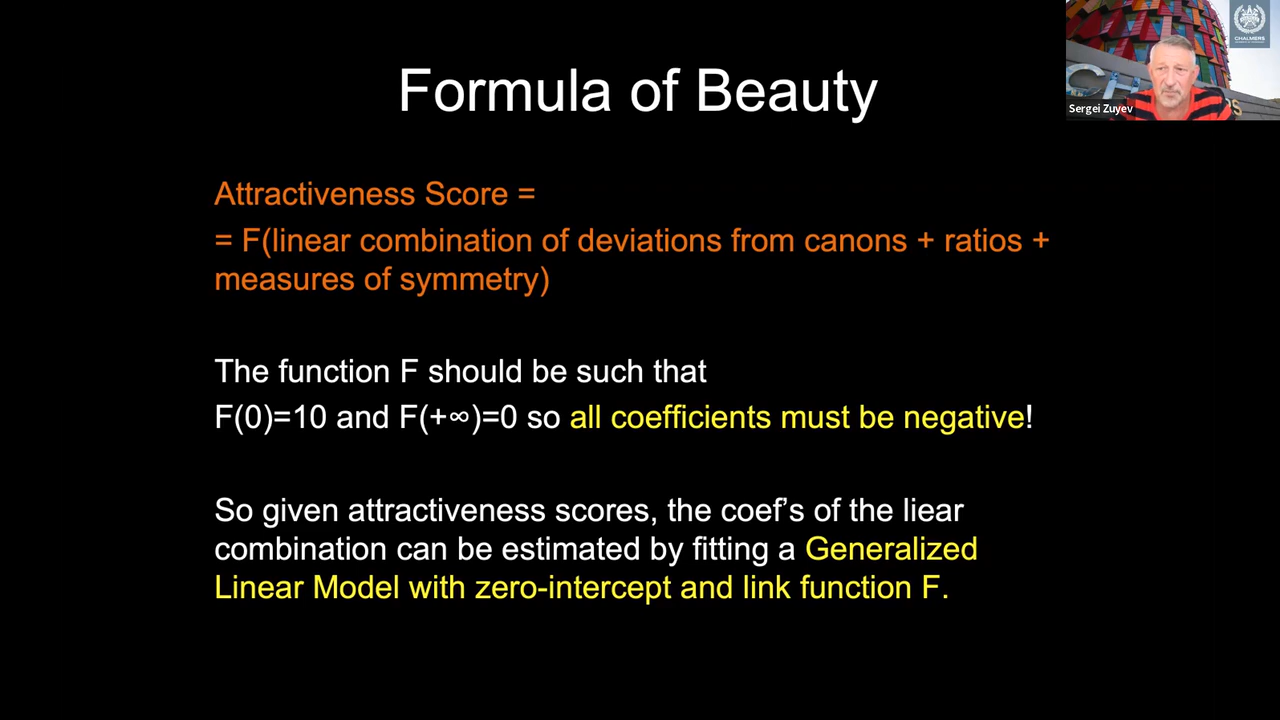 Formula of Beauty
CHALMERS
Sergei Zuyev
Attractiveness Score =
= F(linear combination of deviations from canons + ratios +
measures of symmetry)
The function F should be such that
F(0)=10 and F(+∞)=0 so all coefficients must be negative!
So given attractiveness scores, the coef’s of the liear
combination can be estimated by fitting a Generalized
Linear Model with zero-intercept and link function F.